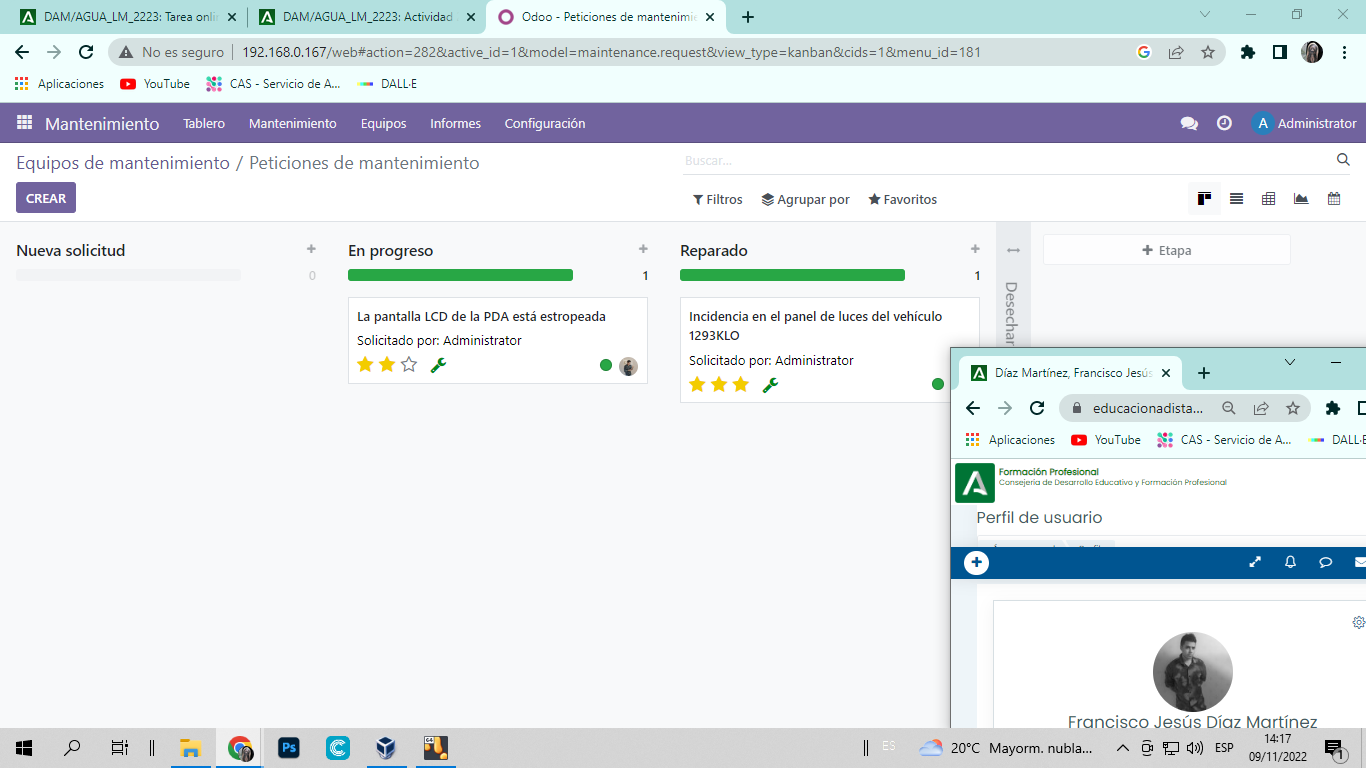 DAM/AGUA_LM_2223: Tarea onlin
DAM/AGUA_LM_2223: Actividad
Odoo - Peticiones de mantenimie
No es seguro
192.168.0.167/web#action=282&active_id=1&model=maintenance.request&view_type=kanban&cids=1&menu_id=181
Aplicaciones
YouTube
CAS - Servicio de A...
DALL·E
Mantenimiento
Tablero
Mantenimiento
Equipos
Informes
Configuración
A
Administrator
Equipos de mantenimiento / Peticiones de mantenimiento
Buscar...
CREAR
Filtros
Agrupar por
Favoritos
Nueva solicitud
0
En progreso
1
La pantalla LCD de la PDA está estropeada
Solicitado por: Administrator
Reparado
1
Incidencia en el panel de luces del vehículo
1293KLO
Solicitado por: Administrator
Desechar
Etapa
Díaz Martínez, Francisco Jesús
educacionadista...
Aplicaciones
YouTube
CAS - Servicio de A...
DALL·E
Formación Profesional
Consejería de Desarrollo Educativo y Formación Profesional
Perfil de usuario
Francisco Jesús Díaz Martínez
Ps
64
ES
20°C Mayorm. nubla...
ESP
14:17
09/11/2022
1